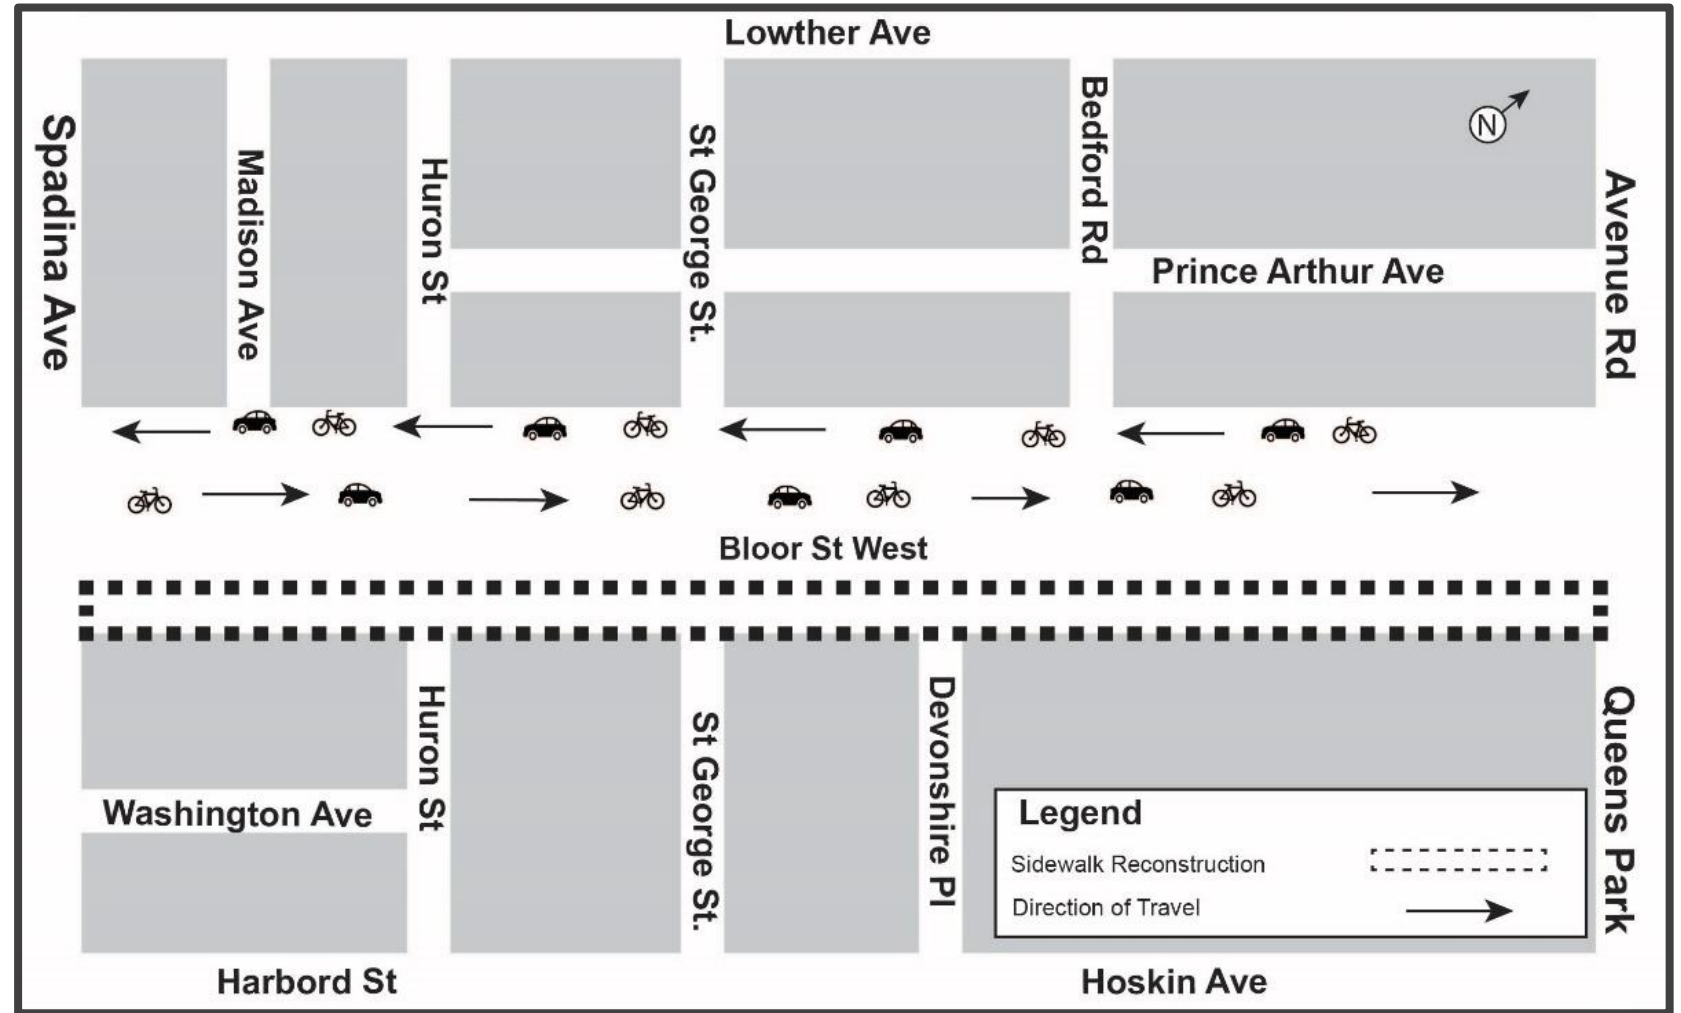 Lowther Ave
Spadina Ave
Madison Ave
Huron St
St George St.
Bedford Rd
N
Avenue Rd
Prince Arthur Ave
Bloor St West
Huron St
St George St.
Devonshire Pl
Queens Park
Washington Ave
Legend
Sidewalk Reconstruction
Direction of Travel
Harbord St
Hoskin Ave